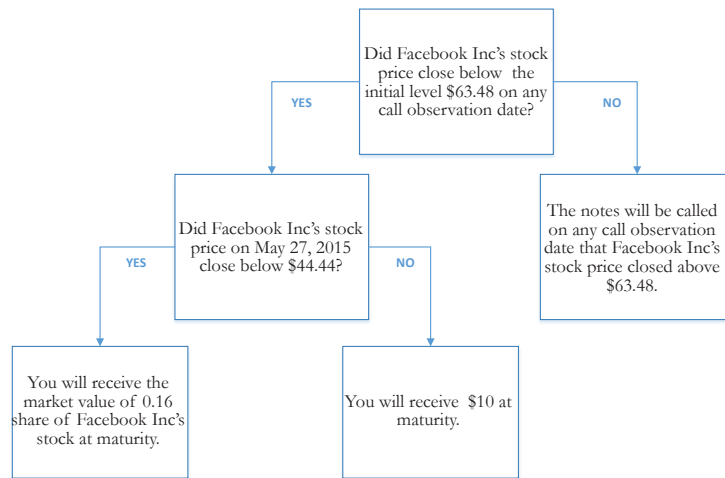 Did Facebook Inc's stock
price close below the
initial level $63.48 on any
call observation date?
YES
NO
Did Facebook Inc's stock
price on May 27, 2015
close below $44.44?
The notes will be called
on any call observation
date that Facebook Inc's
stock price closed above
$63.48.
YES
NO
You will receive the
market value of 0.16
share of Facebook Inc's
stock at maturity.
You will receive $10 at
maturity.